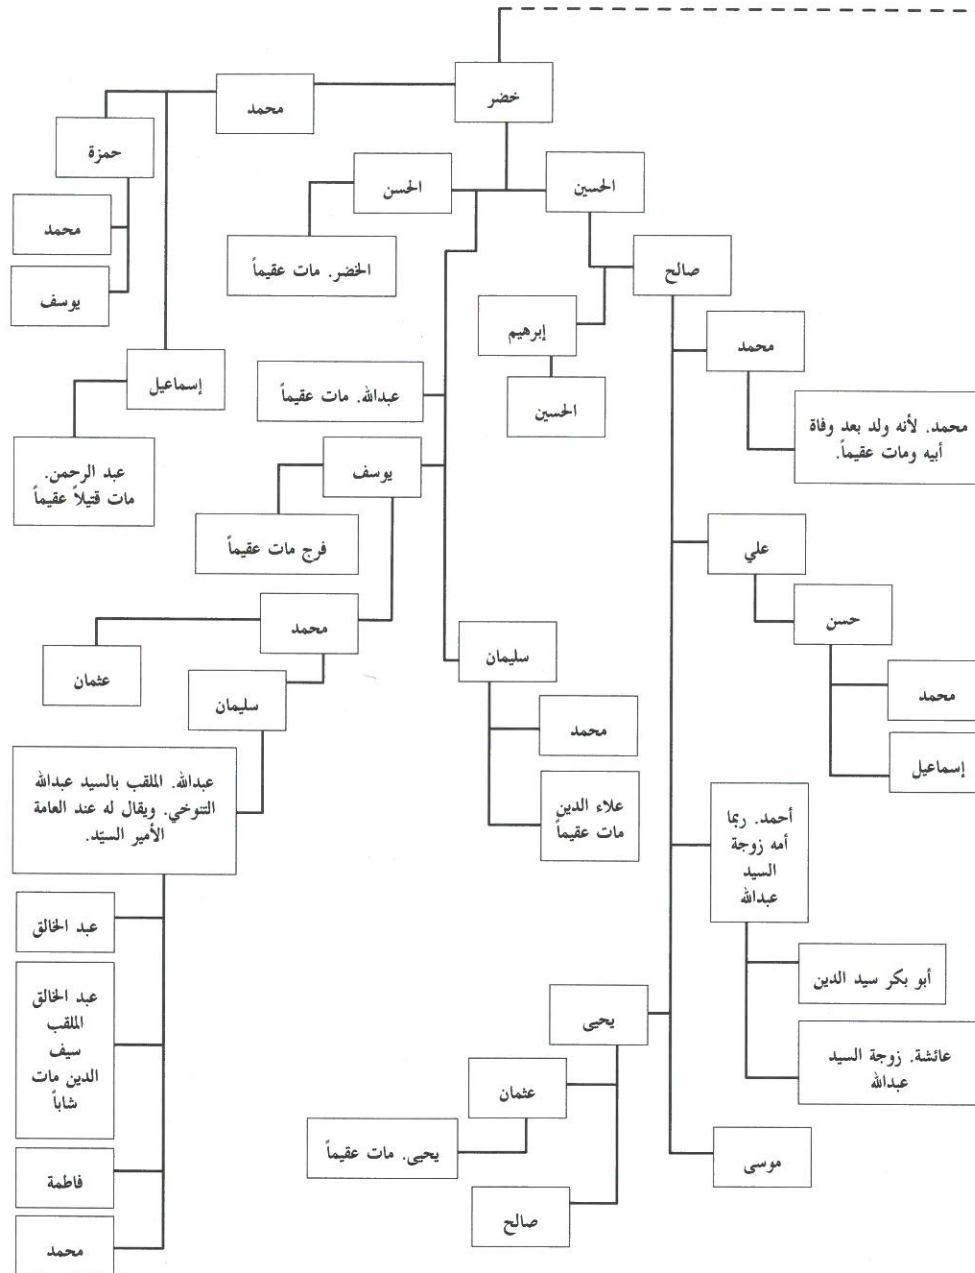 خضر
محمد
حمزة
محمد
يوسف
إسماعيل
عبد الرحمن.
مات قتيلاً عقيماً
الحسن
الخضر. مات عقيماً
الحسين
صالح
إبرهيم
الحسين
محمد
محمد. لأنه ولد بعد وفاة
أبيه ومات عقيماً.
عبدالله. مات عقيماً
يوسف
فرج مات عقيماً
محمد
عثمان
سليمان
عبدالله. الملقب بالسيد عبدالله
التنوخي. ويقال له عند العامة
الأمير السيّد.
عبد الخالق
عبد الخالق
الملقب
سيف
الدين مات
شاباً
فاطمة
محمد
سليمان
محمد
علاء الدين
مات عقيماً
علي
حسن
محمد
إسماعيل
أحمد. ربما
أمه زوجة
السيد
عبدالله
أبو بكر سيد الدين
عائشة. زوجة السيد
عبدالله
يحيى
عثمان
يحيى. مات عقيماً
صالح
موسى